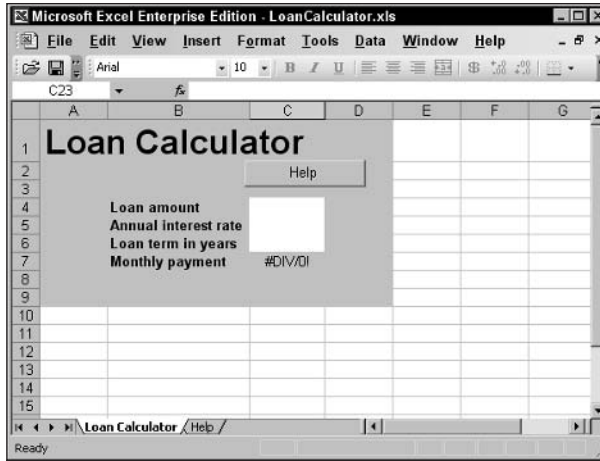 Microsoft Excel Enterprise Edition - LoanCalculator.xls
File Edit View Insert Format Tools Data Window Help
Arial 10 B I U
C23 fx
A B C D E F G
1 Loan Calculator
2 Help
3
4 Loan amount
5 Annual interest rate
6 Loan term in years
7 Monthly payment #DIV/0!
8
9
10
11
12
13
14
15
Loan Calculator / Help /
Ready